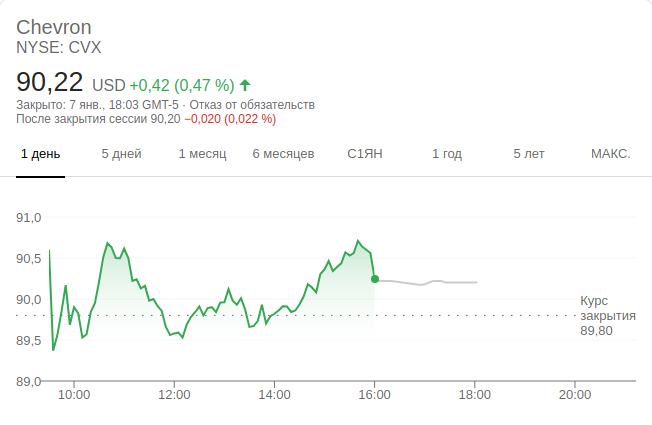 Chevron
NYSE: CVX
90,22 USD +0,42 (0,47 %)
Закрыто: 7 янв., 18:03 GMT-5 · Отказ от обязательств
После закрытия сессии 90,20 −0,020 (0,022 %)
1 день 5 дней 1 месяц 6 месяцев С1ЯН 1 год 5 лет МАКС.
91,0
90,5
90,0
89,5
89,0
Курс
закрытия
89,80
10:00 12:00 14:00 16:00 18:00 20:00